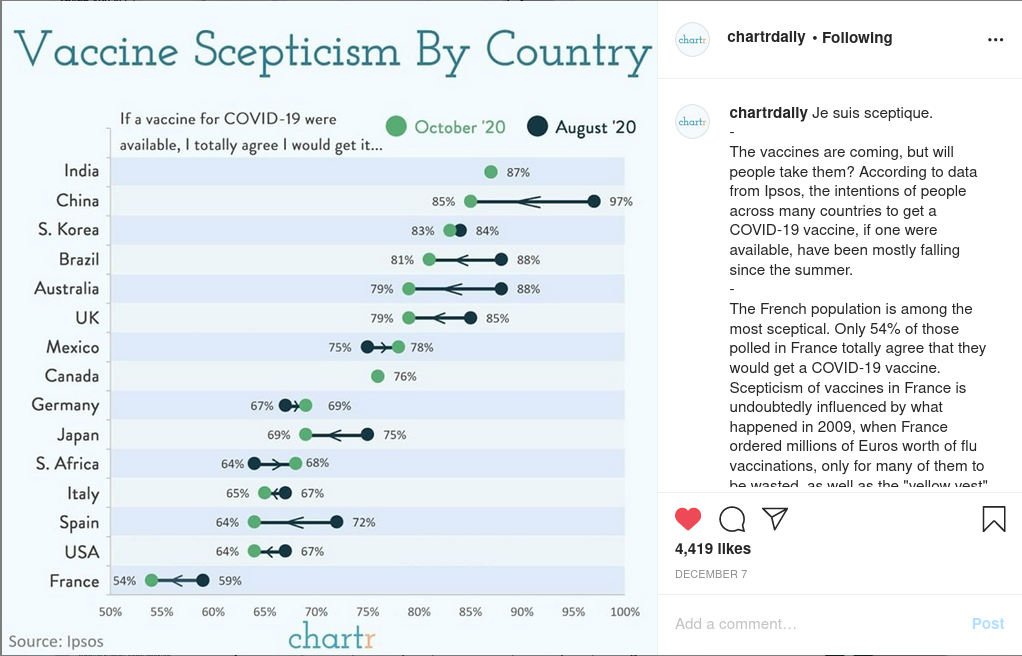 Vaccine Scepticism By Country
If a vaccine for COVID-19 were
available, I totally agree I would get it...
October '20
August '20
India
87%
China
85%
97%
S. Korea
83%
84%
Brazil
81%
88%
Australia
79%
88%
UK
79%
85%
Mexico
75%
78%
Canada
76%
Germany
67%
69%
Japan
69%
75%
S. Africa
64%
68%
Italy
65%
67%
Spain
64%
72%
USA
64%
67%
France
54%
59%
50% 55% 60% 65% 70% 75% 80% 85% 90% 95% 100%
Source: Ipsos
chartr
chartr
chartrdaily • Following
chartr
chartrdaily Je suis sceptique.
-
The vaccines are coming, but will
people take them? According to data
from Ipsos, the intentions of people
across many countries to get a
COVID-19 vaccine, if one were
available, have been mostly falling
since the summer.
-
The French population is among the
most sceptical. Only 54% of those
polled in France totally agree that they
would get a COVID-19 vaccine.
Scepticism of vaccines in France is
undoubtedly influenced by what
happened in 2009, when France
ordered millions of Euros worth of flu
vaccinations, only for many of them to
be wasted, as well as the "yellow vest"
4,419 likes
DECEMBER 7
Add a comment…
Post